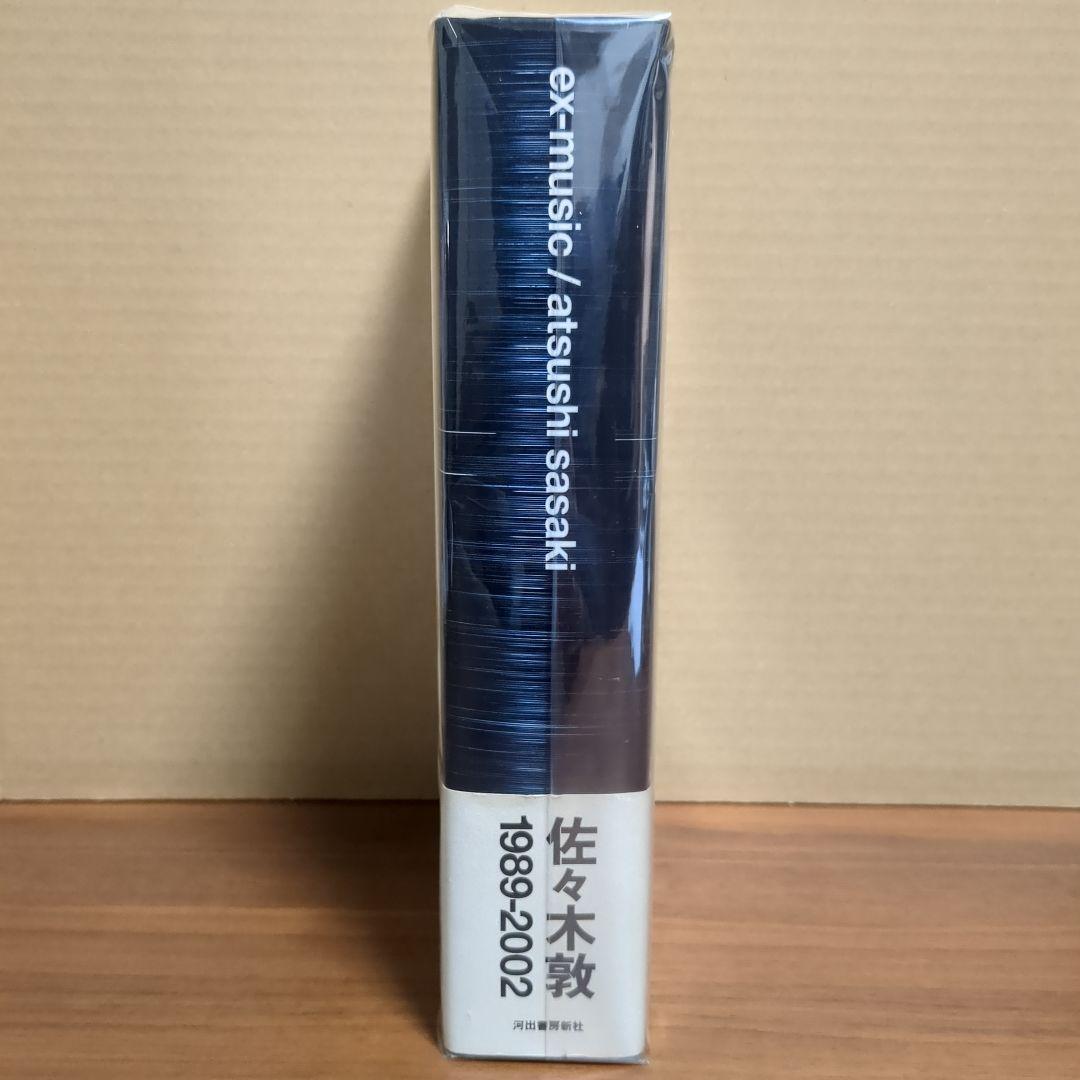 ex-music / atsushi sasaki
佐々木敦
1989-2002
河出書房新社